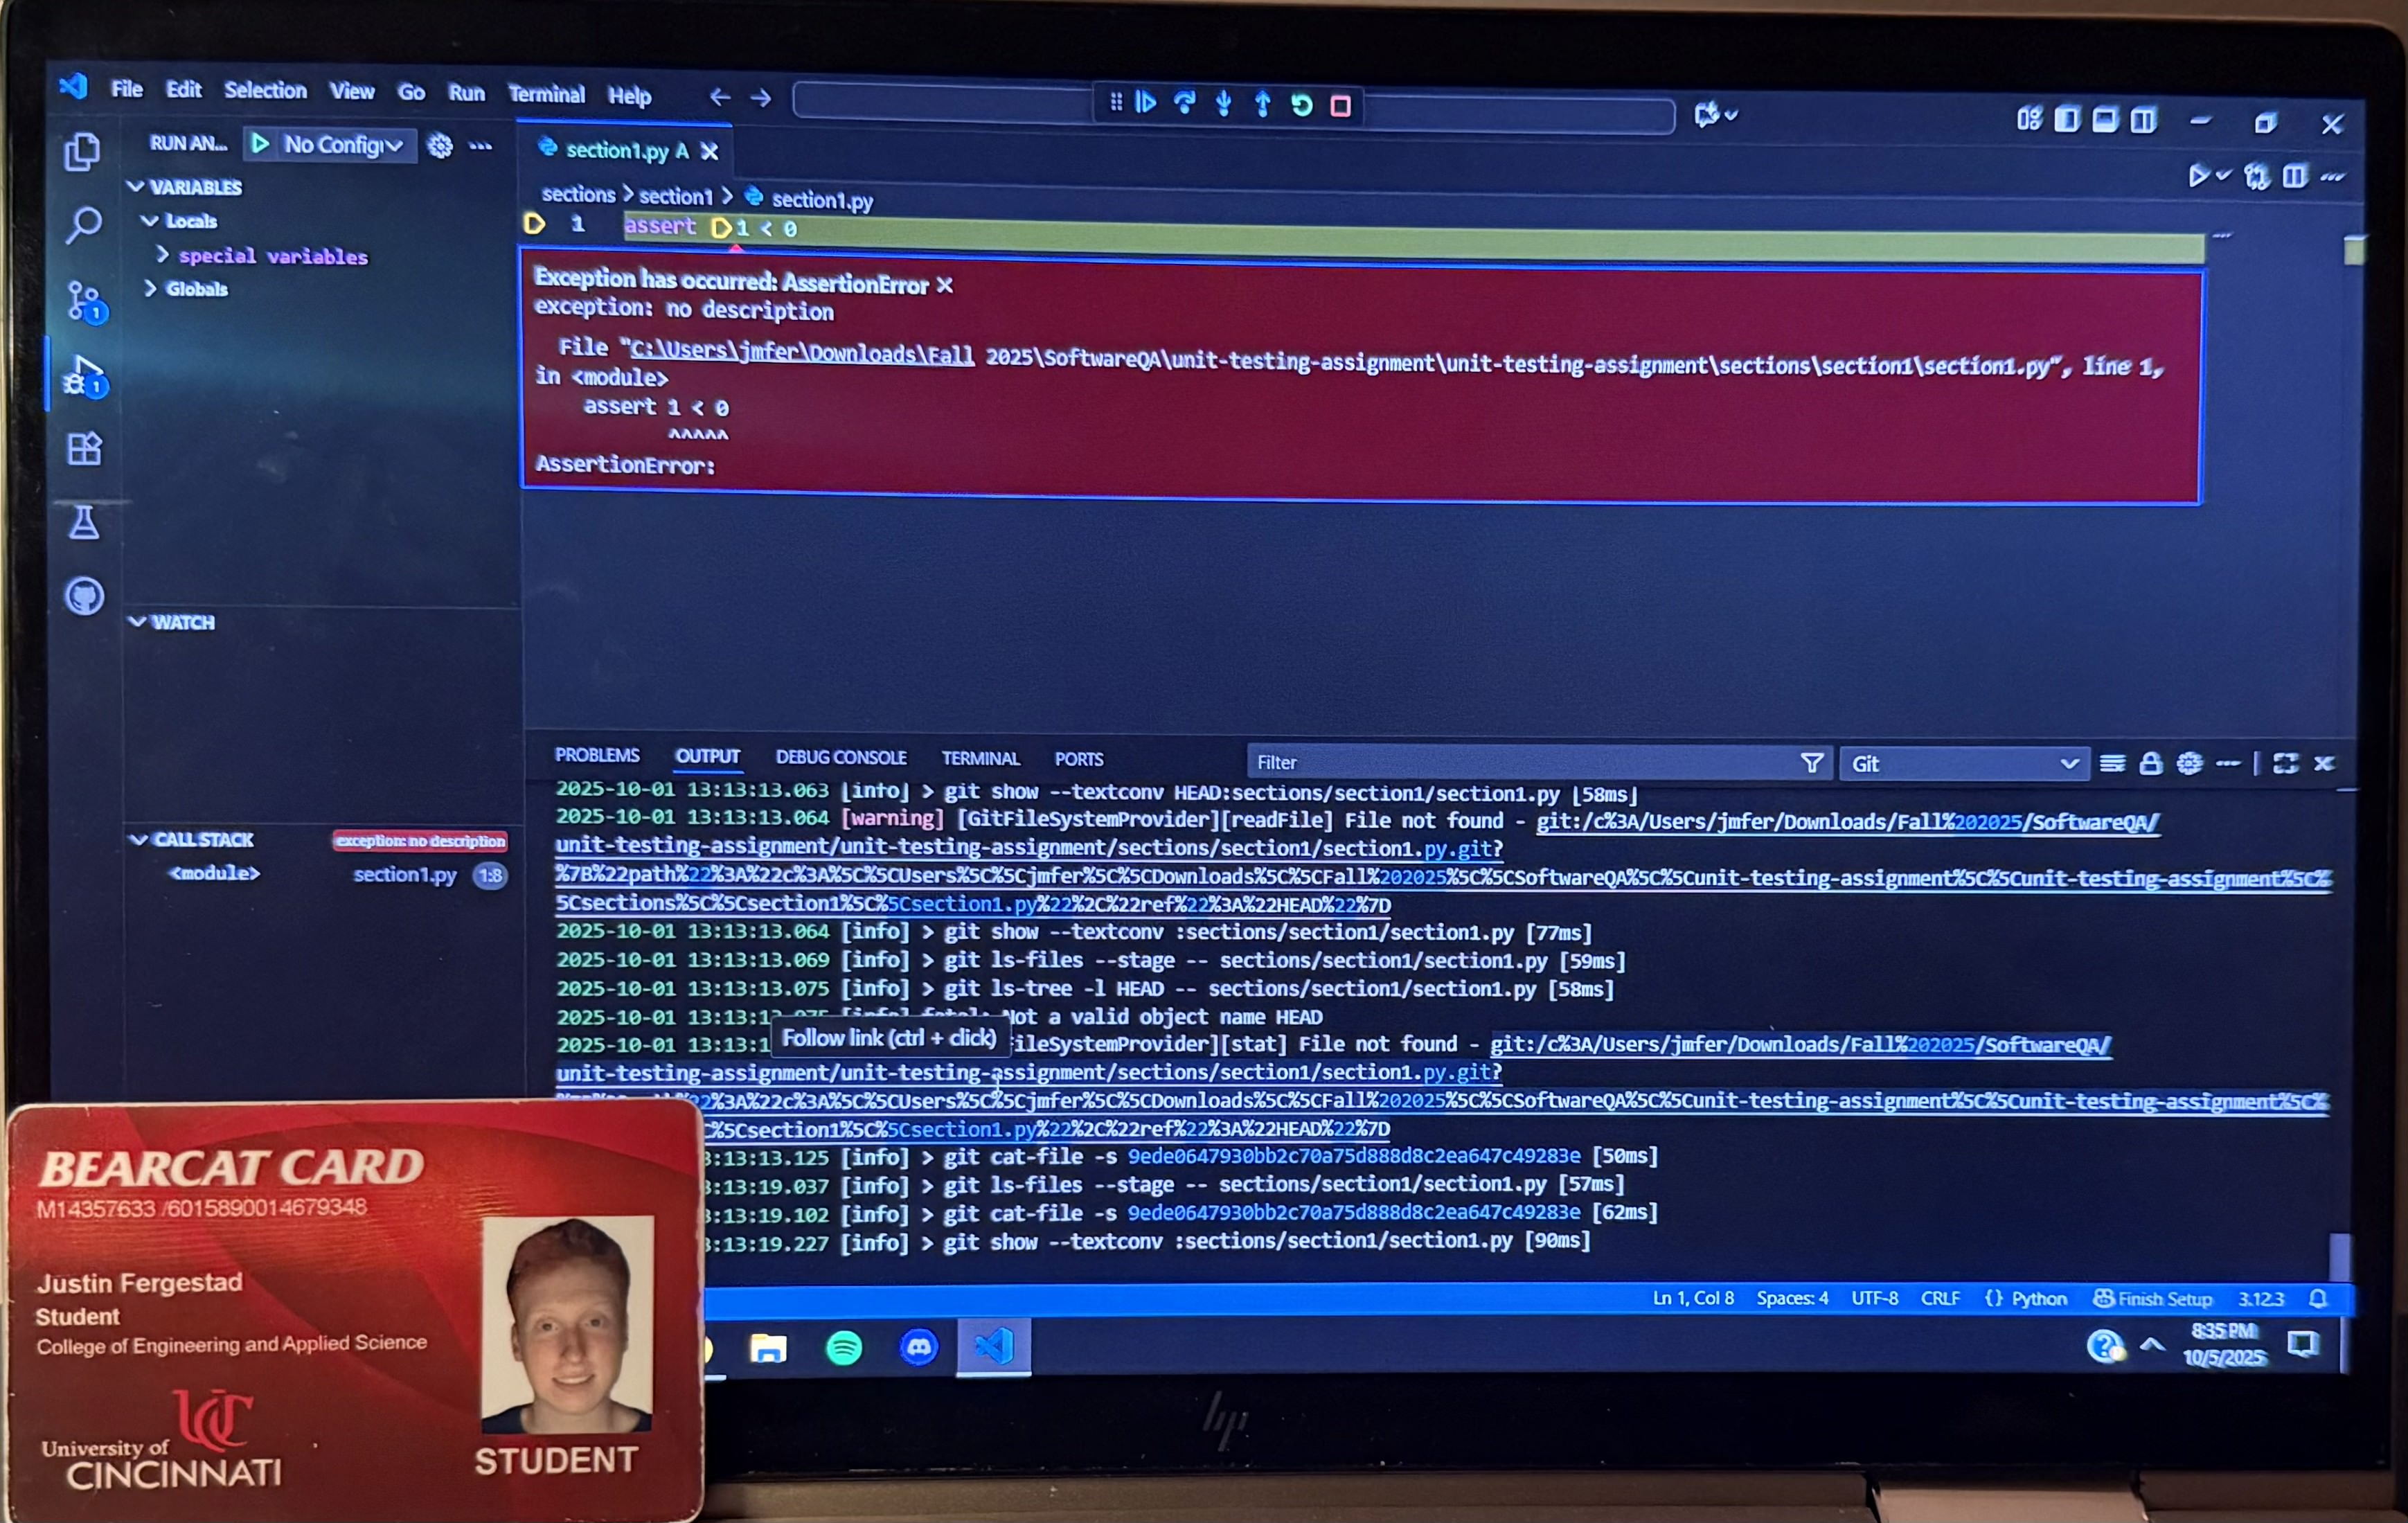 File Edit Selection View Go Run Terminal Help
RUN AN... No Config
section1.py A
VARIABLES
sections > section1 > section1.py
Locals
1 assert 1 < 0
special variables
Globals
Exception has occurred: AssertionError
exception: no description
File "C:\Users\jmfer\Downloads\Fall 2025\SoftwareQA\unit-testing-assignment\unit-testing-assignment\sections\section1\section1.py", line 1,
in <module>
assert 1 < 0
^^^^^
AssertionError:
WATCH
CALL STACK exception: no description
<module> section1.py 1:8
PROBLEMS OUTPUT DEBUG CONSOLE TERMINAL PORTS Filter Git
2025-10-01 13:13:13.063 [info] > git show --textconv HEAD:sections/section1/section1.py [58ms]
2025-10-01 13:13:13.064 [warning] [GitFileSystemProvider][readFile] File not found - git:/c%3A/Users/jmfer/Downloads/Fall%202025/SoftwareQA/
unit-testing-assignment/unit-testing-assignment/sections/section1/section1.py.git?
%7B%22path%22%3A%22c%3A%5C%5CUsers%5C%5Cjmfer%5C%5CDownloads%5C%5CFall%202025%5C%5CSoftwareQA%5C%5Cunit-testing-assignment%5C%5Cunit-testing-assignment%5C%
5Csections%5C%5Csection1%5C%5Csection1.py%22%2C%22ref%22%3A%22HEAD%22%7D
2025-10-01 13:13:13.064 [info] > git show --textconv :sections/section1/section1.py [77ms]
2025-10-01 13:13:13.069 [info] > git ls-files --stage -- sections/section1/section1.py [59ms]
2025-10-01 13:13:13.075 [info] > git ls-tree -l HEAD -- sections/section1/section1.py [58ms]
2025-10-01 13:13:13.075 [info] fatal: Not a valid object name HEAD
2025-10-01 13:13:1 Follow link (ctrl + click) ileSystemProvider][stat] File not found - git:/c%3A/Users/jmfer/Downloads/Fall%202025/SoftwareQA/
unit-testing-assignment/unit-testing-assignment/sections/section1/section1.py.git?
22%3A%22c%3A%5C%5CUsers%5C%5Cjmfer%5C%5CDownloads%5C%5CFall%202025%5C%5CSoftwareQA%5C%5Cunit-testing-assignment%5C%5Cunit-testing-assignment%5C%
C%5Csection1%5C%5Csection1.py%22%2C%22ref%22%3A%22HEAD%22%7D
3:13:13.125 [info] > git cat-file -s 9ede0647930bb2c70a75d888d8c2ea647c49283e [50ms]
3:13:19.037 [info] > git ls-files --stage -- sections/section1/section1.py [57ms]
3:13:19.102 [info] > git cat-file -s 9ede0647930bb2c70a75d888d8c2ea647c49283e [62ms]
3:13:19.227 [info] > git show --textconv :sections/section1/section1.py [90ms]
Ln 1, Col 8 Spaces: 4 UTF-8 CRLF {} Python Finish Setup 3.12.3
8:35 PM
10/5/2025
hp
BEARCAT CARD
M14357633 /6015890014679348
Justin Fergestad
Student
College of Engineering and Applied Science
UC
University of
CINCINNATI
STUDENT